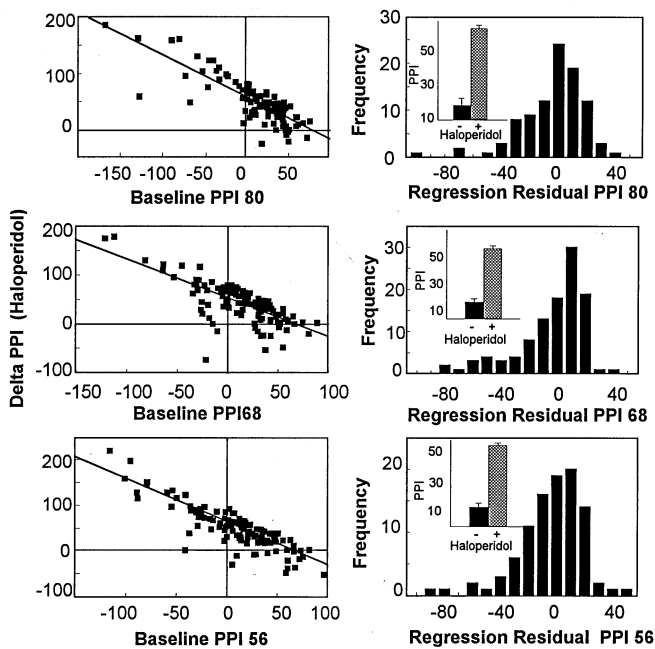 Delta PPI (Haloperidol)
200
100
0
-150 -100 -50 0 50
Baseline PPI 80
30
20
10
0
Frequency
PPI
50
30
10
- +
Haloperidol
-80 -40 0 40
Regression Residual PPI 80
200
100
0
-100
-150 -100 -50 0 50 100
Baseline PPI68
30
20
10
0
Frequency
PPI
50
30
10
- +
Haloperidol
-80 -40 0 40
Regression Residual PPI 68
200
100
0
-100
-100 -50 0 50 100
Baseline PPI 56
20
10
0
Frequency
PPI
50
30
10
- +
Haloperidol
-80 -40 0 40
Regression Residual PPI 56